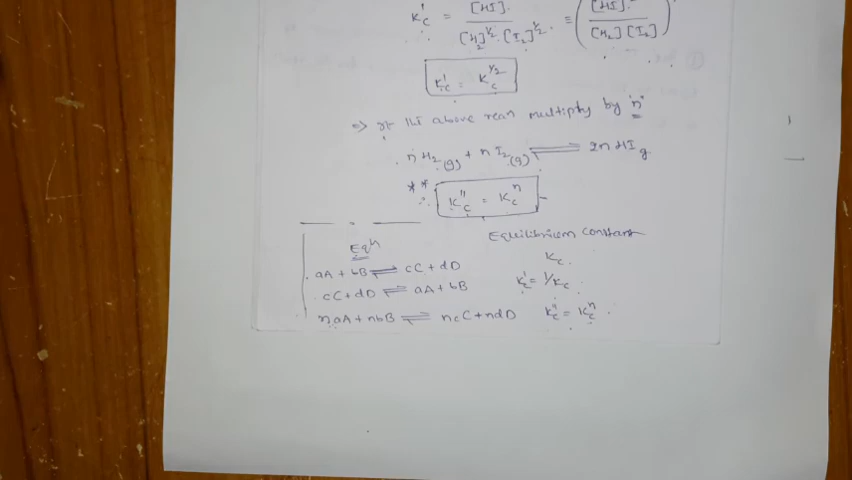 K'c = [HI] / [H2]^½ · [I2]^½ = ([HI] / [H2] [I2])
∴ K'c = Kc^½
⇒ If the above rean multiply by 'n'
n H2(g) + n I2(g) ⇌ 2n HI g
** ∴ K''c = Kc^n
Eqn Equilibrium constant
aA + bB ⇌ cC + dD Kc
cC + dD ⇌ aA + bB K'c = 1/Kc
naA + nbB ⇌ ncC + ndD K''c = Kc^n